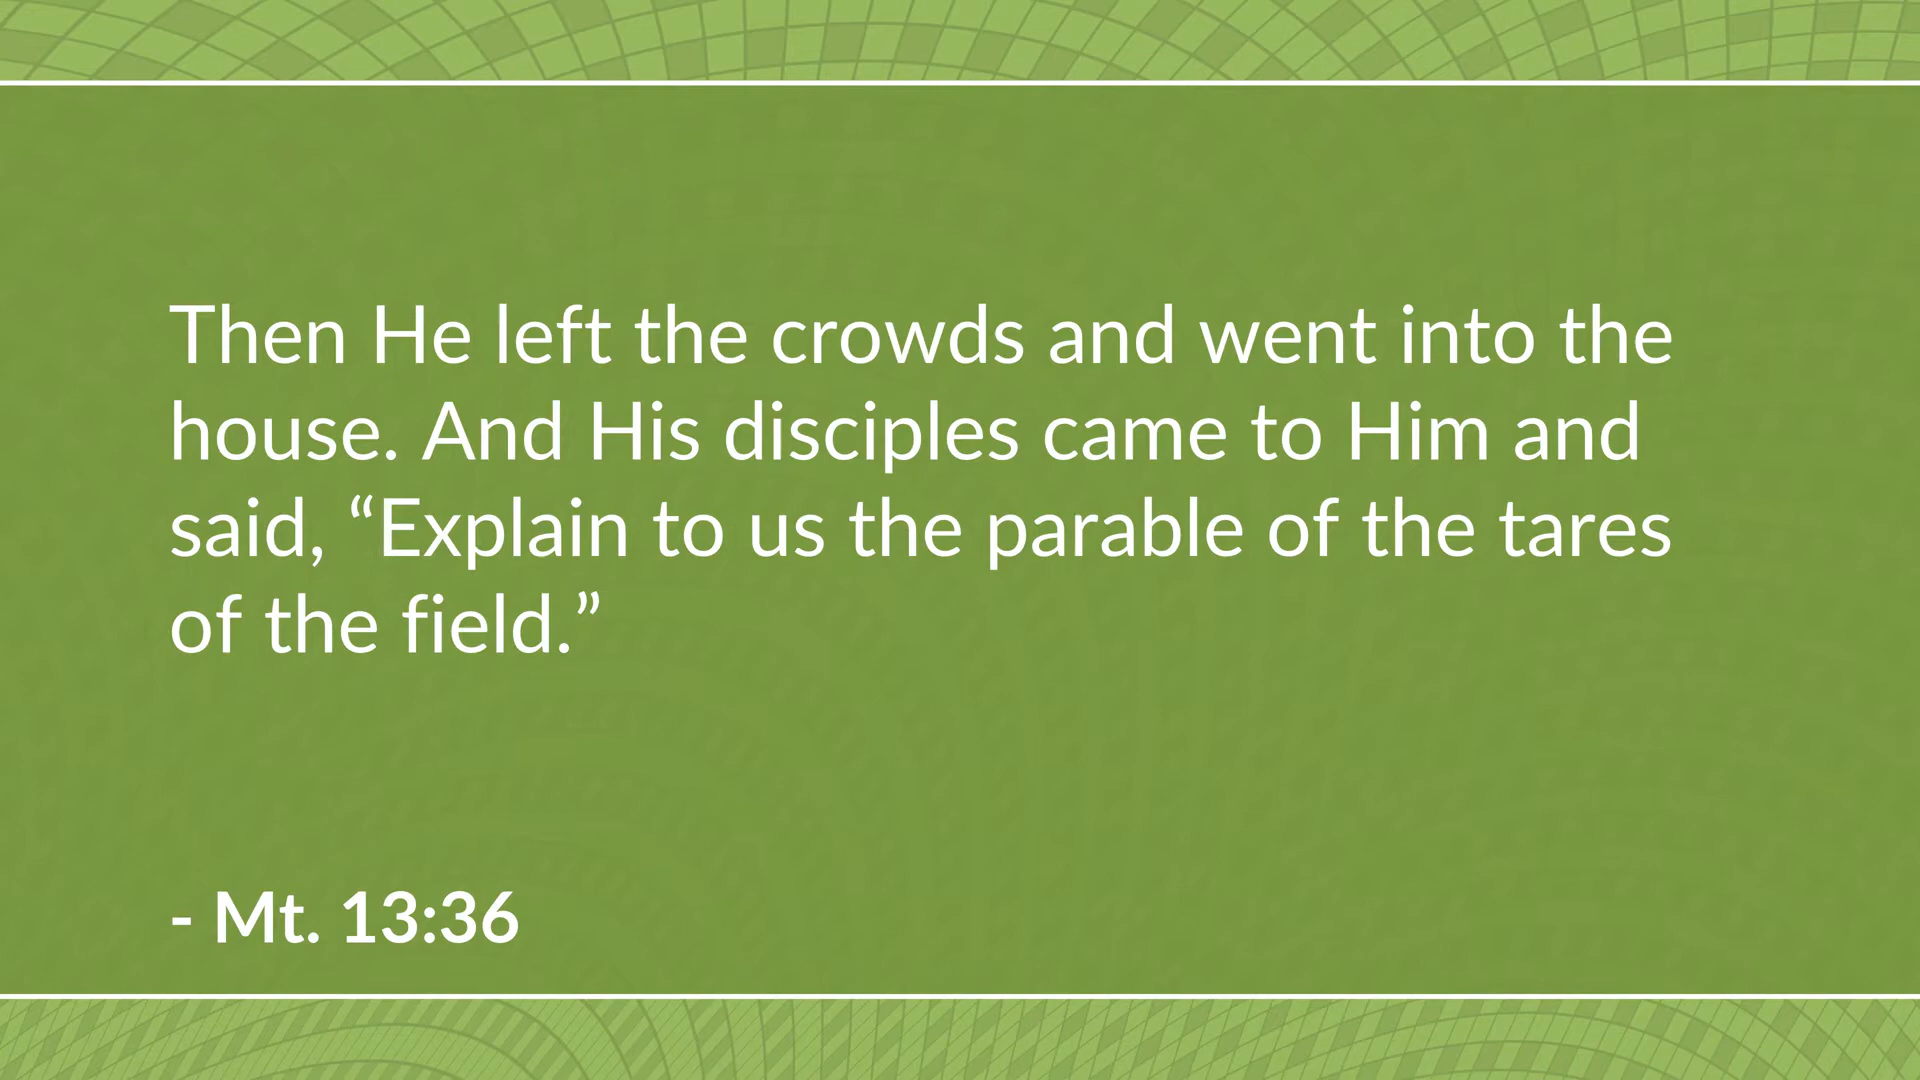 Then He left the crowds and went into the
house. And His disciples came to Him and
said, “Explain to us the parable of the tares
of the field.”
- Mt. 13:36